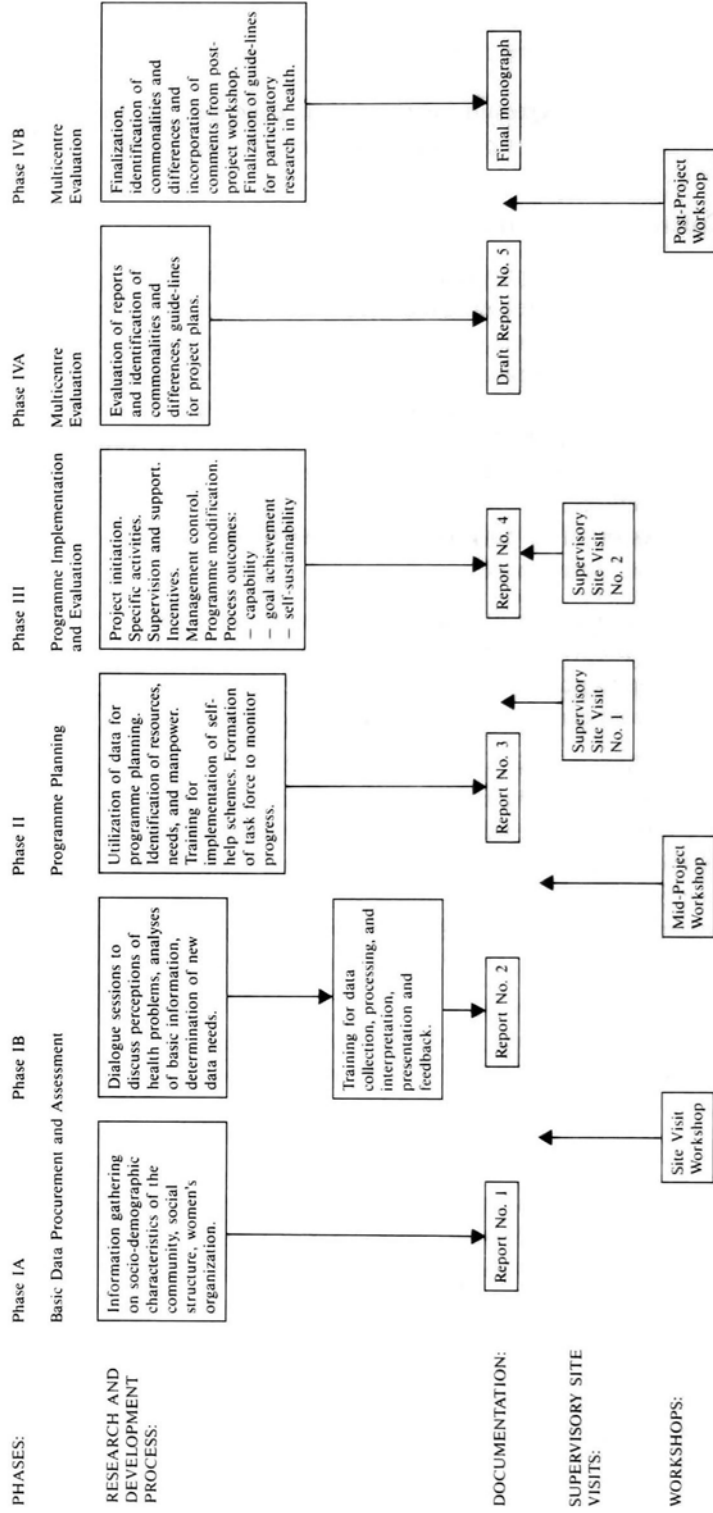 PHASES:
Phase IA
Phase IB
Phase II
Phase III
Phase IVA
Phase IVB
Basic Data Procurement and Assessment
Programme Planning
Programme Implementation
and Evaluation
Multicentre
Evaluation
Multicentre
Evaluation
RESEARCH AND
DEVELOPMENT
PROCESS:
Information gathering
on socio-demographic
characteristics of the
community, social
structure, women's
organization.
Dialogue sessions to
discuss perceptions of
health problems, analyses
of basic information,
determination of new
data needs.
Training for data
collection, processing, and
interpretation,
presentation and
feedback.
Utilization of data for
programme planning.
Identification of resources,
needs, and manpower.
Training for
implementation of self-
help schemes. Formation
of task force to monitor
progress.
Project initiation.
Specific activities.
Supervision and support.
Incentives.
Management control.
Programme modification.
Process outcomes:
– capability
– goal achievement
– self-sustainability
Evaluation of reports
and identification of
commonalities and
differences, guide-lines
for project plans.
Finalization,
identification of
commonalities and
differences and
incorporation of
comments from post-
project workshop.
Finalization of guide-lines
for participatory
research in health.
DOCUMENTATION:
Report No. 1
Report No. 2
Report No. 3
Report No. 4
Draft Report No. 5
Final monograph
SUPERVISORY SITE
VISITS:
Supervisory
Site Visit
No. 1
Supervisory
Site Visit
No. 2
WORKSHOPS:
Site Visit
Workshop
Mid-Project
Workshop
Post-Project
Workshop